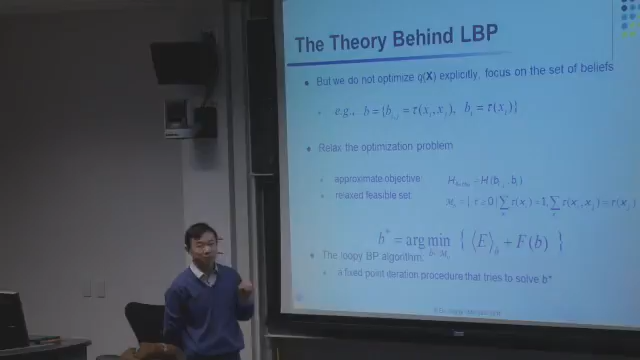 The Theory Behind LBP
But we do not optimize q(X) explicitly, focus on the set of beliefs
e.g., b = {b_{i,j} = τ(x_i, x_j), b_i = τ(x_i)}
Relax the optimization problem
approximate objective
relaxed feasible set
b* = arg min { ⟨E⟩_b + F(b) }
The loopy BP algorithm:
a fixed point iteration procedure that tries to solve b*